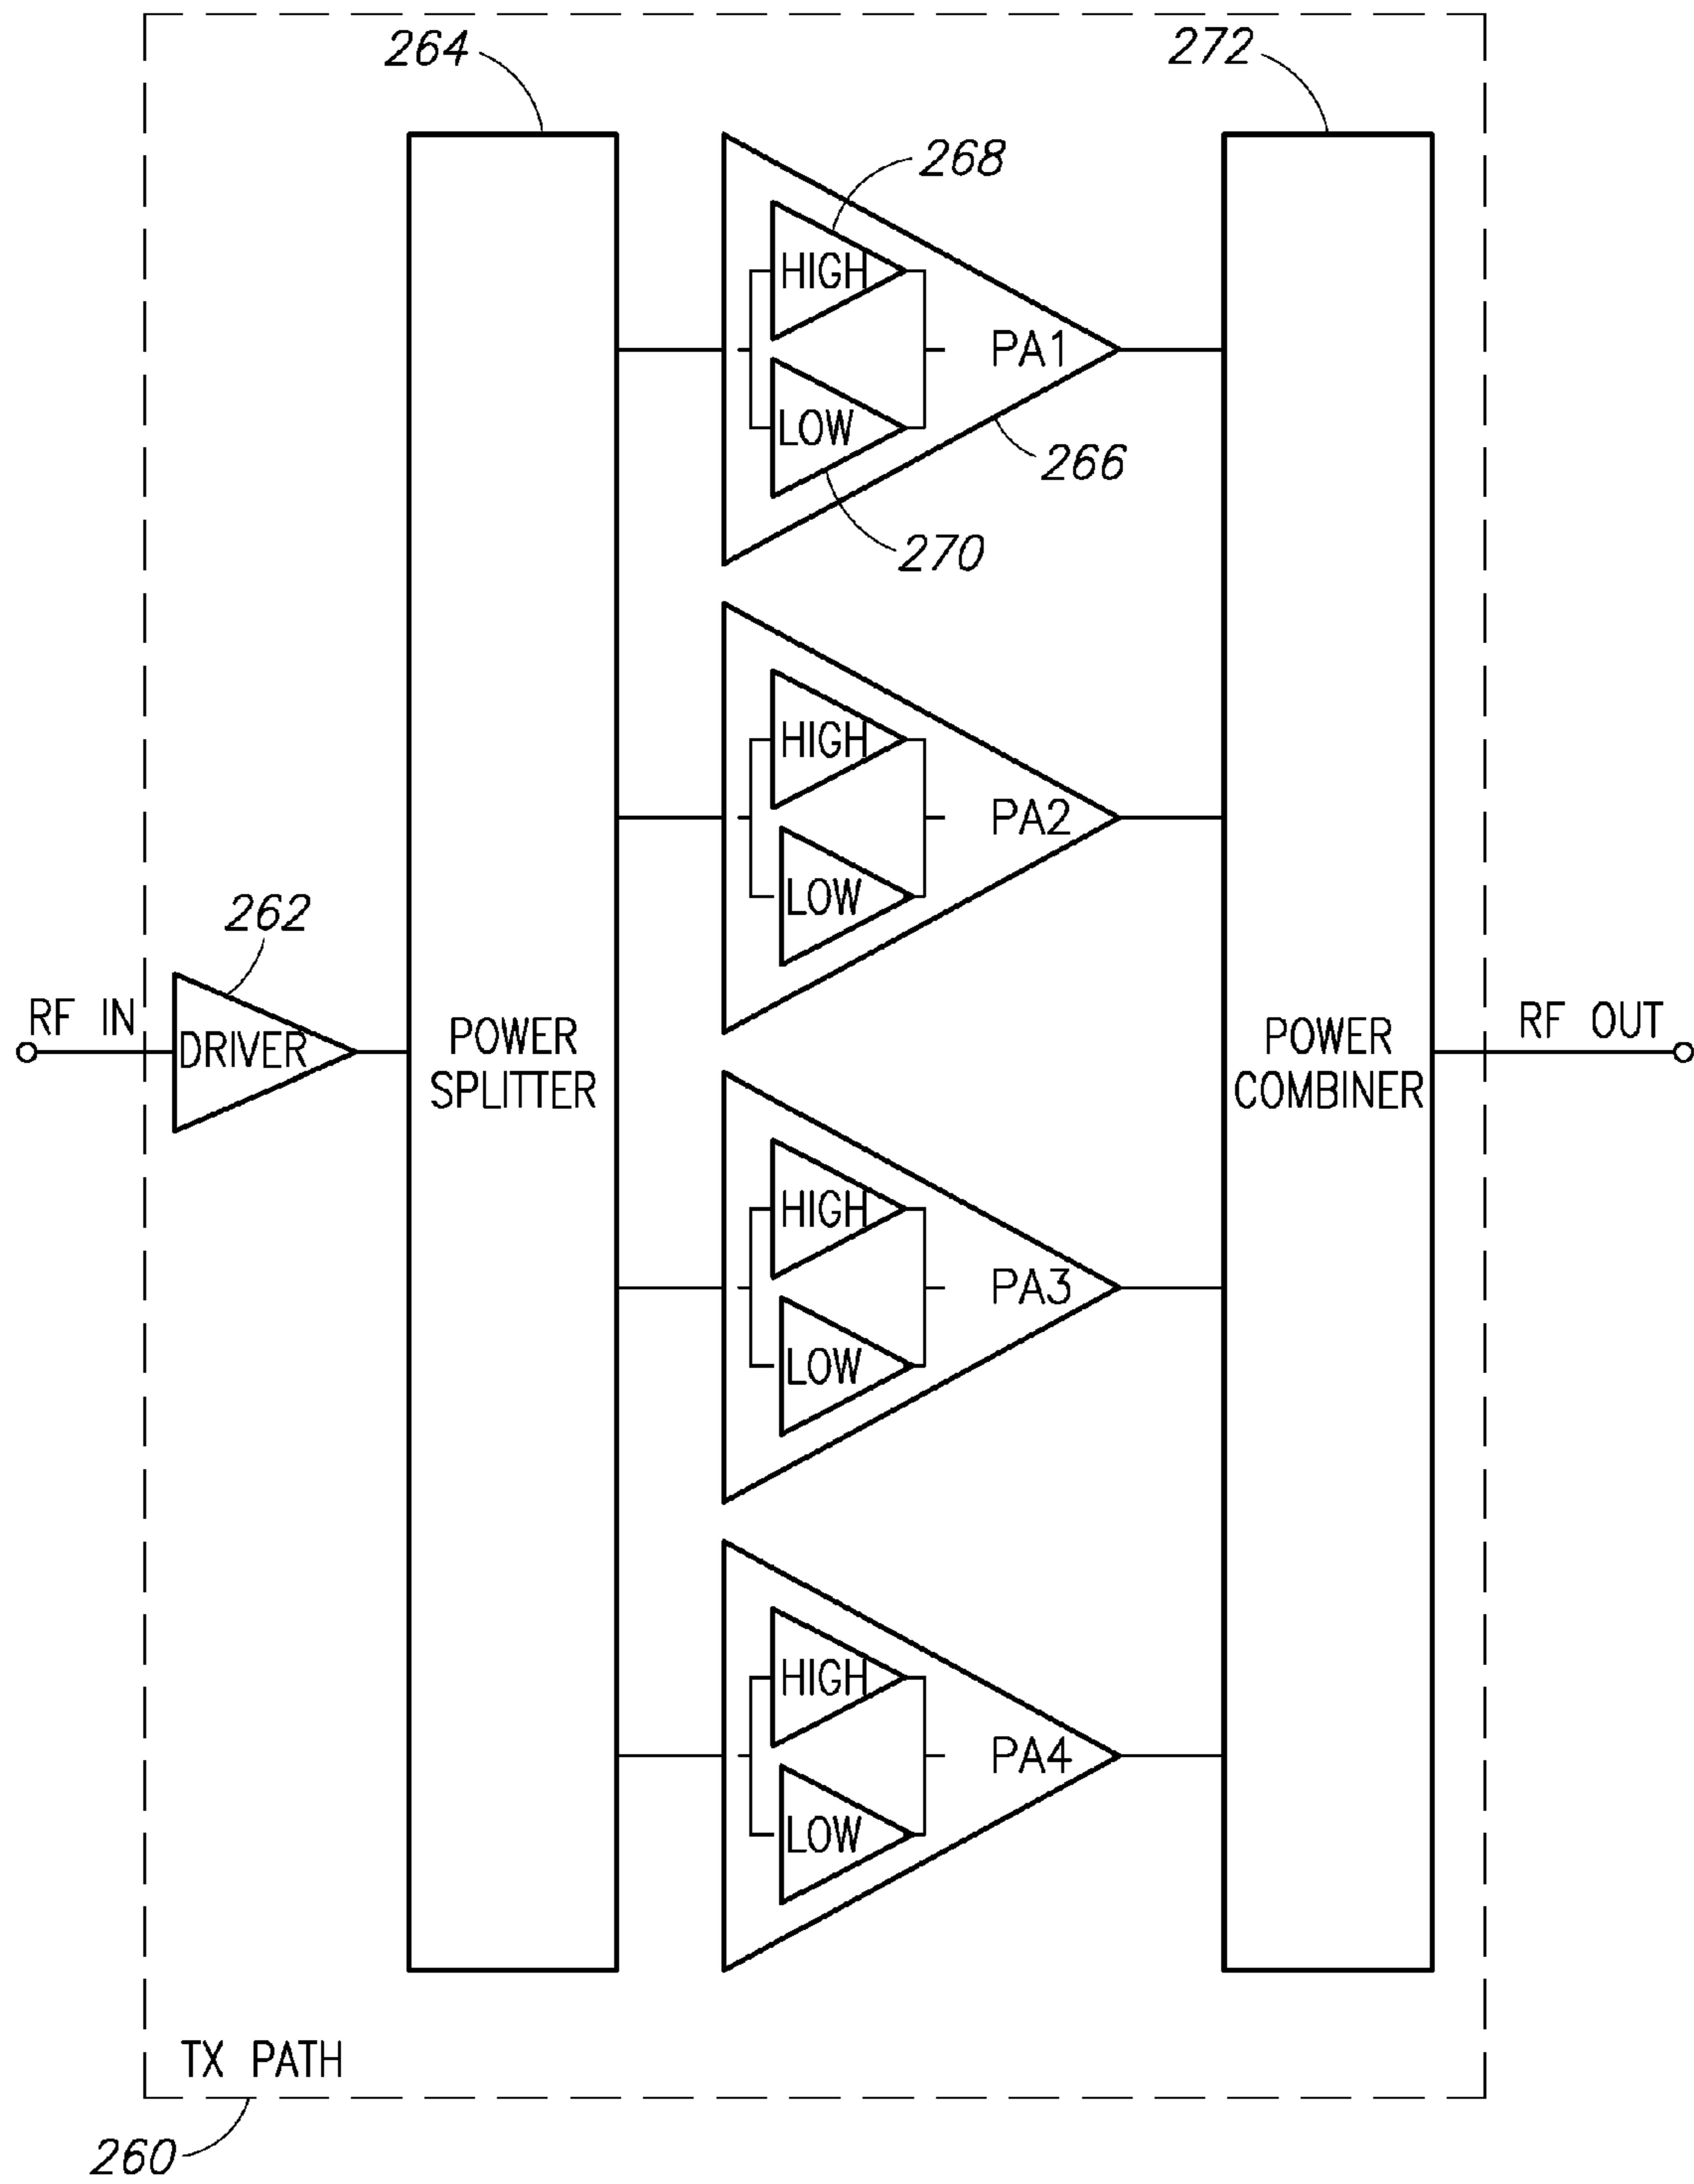 264
272
268
HIGH
PA1
LOW
266
270
HIGH
PA2
LOW
262
RF IN
DRIVER
POWER
SPLITTER
POWER
COMBINER
RF OUT
HIGH
PA3
LOW
HIGH
PA4
LOW
TX PATH
260